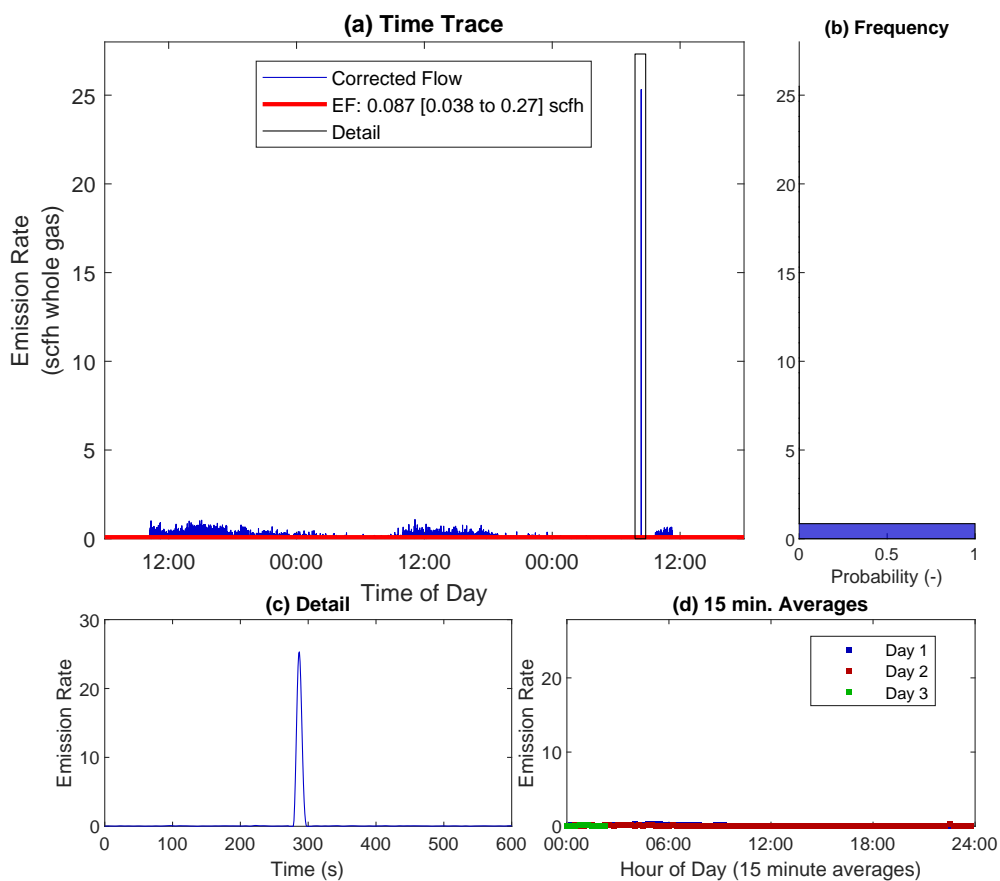 (a) Time Trace
Emission Rate
(scfh whole gas)
25
20
15
10
5
0
Corrected Flow
EF: 0.087 [0.038 to 0.27] scfh
Detail
12:00 00:00 12:00 00:00 12:00
Time of Day
(b) Frequency
25
20
15
10
5
0
0 0.5 1
Probability (-)
(c) Detail
Emission Rate
30
20
10
0
0 100 200 300 400 500 600
Time (s)
(d) 15 min. Averages
Emission Rate
20
10
0
Day 1
Day 2
Day 3
00:00 06:00 12:00 18:00 24:00
Hour of Day (15 minute averages)